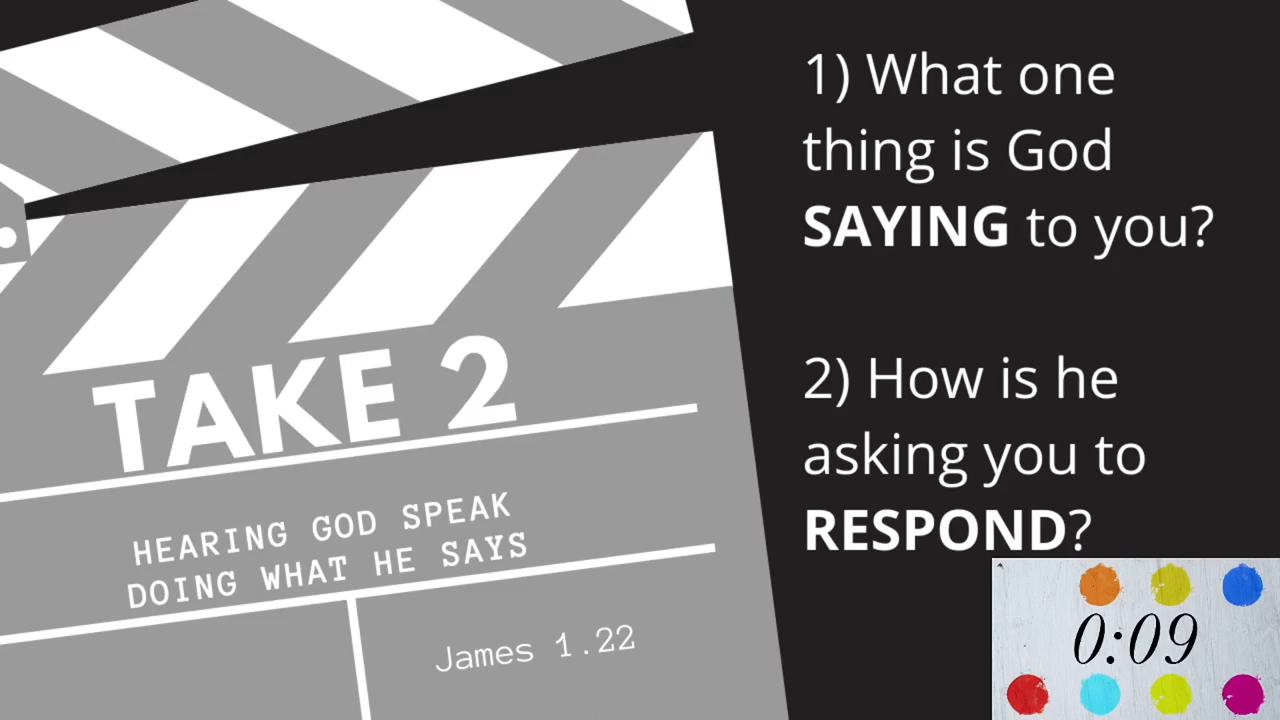 TAKE 2
HEARING GOD SPEAK
DOING WHAT HE SAYS
James 1.22
1) What one
thing is God
SAYING to you?
2) How is he
asking you to
RESPOND?
0:09